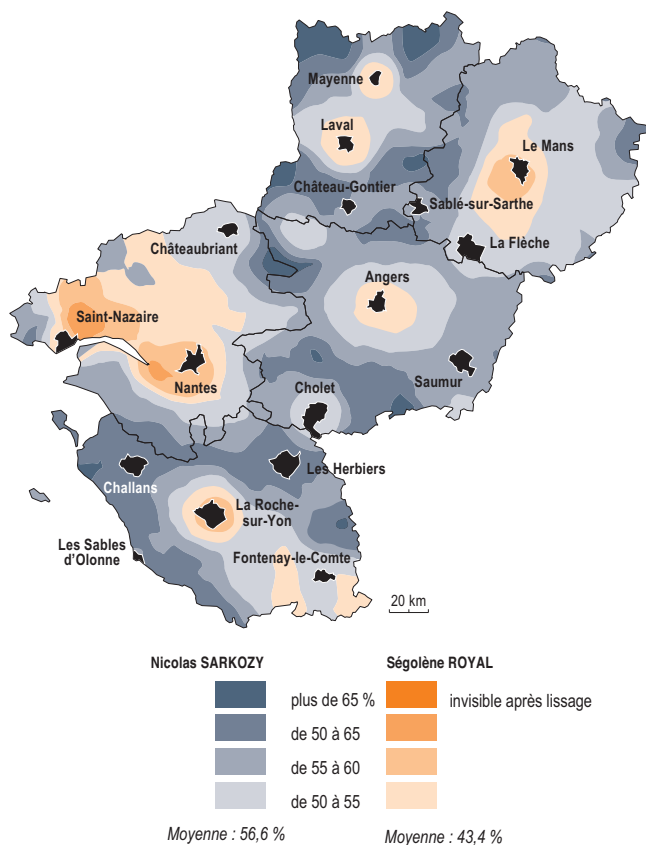 Mayenne
Laval
Le Mans
Château-Gontier
Sablé-sur-Sarthe
La Flèche
Châteaubriant
Angers
Saint-Nazaire
Saumur
Nantes
Cholet
Les Herbiers
Challans
La Roche-
sur-Yon
Les Sables
d'Olonne
Fontenay-le-Comte
20 km
Nicolas SARKOZY
Ségolène ROYAL
plus de 65 %
invisible après lissage
de 50 à 65
de 55 à 60
de 50 à 55
Moyenne : 56,6 %
Moyenne : 43,4 %